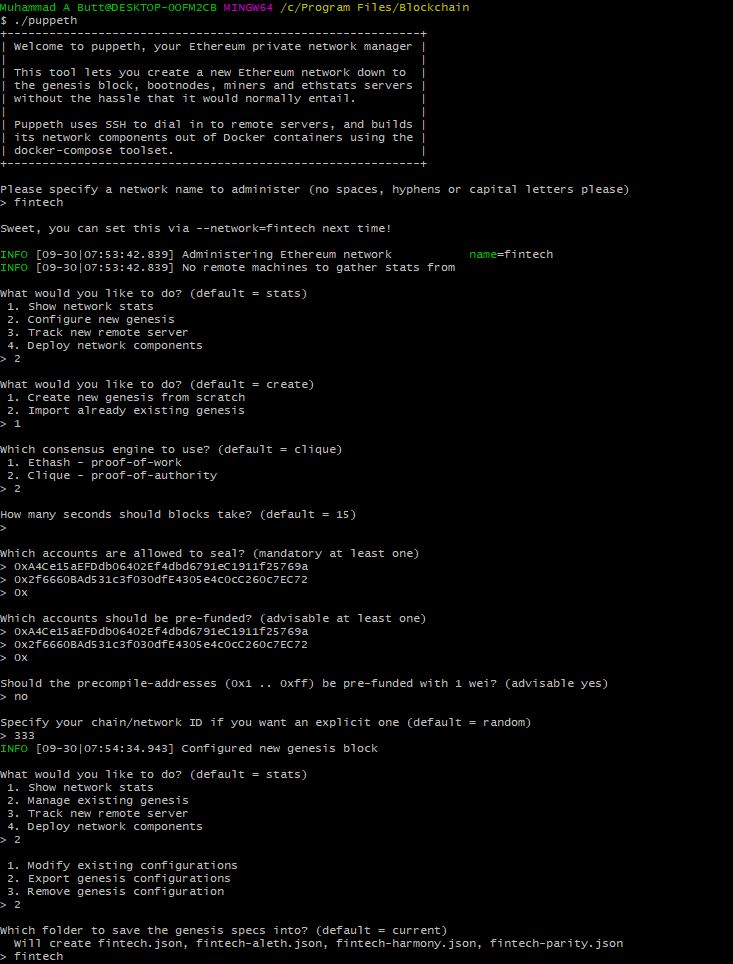 Muhammad A Butt@DESKTOP-OOFM2CB MINGW64 /c/Program Files/Blockchain
$ ./puppeth
+-----------------------------------------------------------+
| Welcome to puppeth, your Ethereum private network manager |
|                                                           |
| This tool lets you create a new Ethereum network down to  |
| the genesis block, bootnodes, miners and ethstats servers |
| without the hassle that it would normally entail.         |
|                                                           |
| Puppeth uses SSH to dial in to remote servers, and builds |
| its network components out of Docker containers using the |
| docker-compose toolset.                                   |
+-----------------------------------------------------------+
Please specify a network name to administer (no spaces, hyphens or capital letters please)
> fintech
Sweet, you can set this via --network=fintech next time!
INFO [09-30|07:53:42.839] Administering Ethereum network           name=fintech
INFO [09-30|07:53:42.839] No remote machines to gather stats from
What would you like to do? (default = stats)
 1. Show network stats
 2. Configure new genesis
 3. Track new remote server
 4. Deploy network components
> 2
What would you like to do? (default = create)
 1. Create new genesis from scratch
 2. Import already existing genesis
> 1
Which consensus engine to use? (default = clique)
 1. Ethash - proof-of-work
 2. Clique - proof-of-authority
> 2
How many seconds should blocks take? (default = 15)
>
Which accounts are allowed to seal? (mandatory at least one)
> 0xA4Ce15aEFDdb06402Ef4dbd6791eC1911f25769a
> 0x2f6660BAd531c3f030dfE4305e4c0cC260c7EC72
> 0x
Which accounts should be pre-funded? (advisable at least one)
> 0xA4Ce15aEFDdb06402Ef4dbd6791eC1911f25769a
> 0x2f6660BAd531c3f030dfE4305e4c0cC260c7EC72
> 0x
Should the precompile-addresses (0x1 .. 0xff) be pre-funded with 1 wei? (advisable yes)
> no
Specify your chain/network ID if you want an explicit one (default = random)
> 333
INFO [09-30|07:54:34.943] Configured new genesis block
What would you like to do? (default = stats)
 1. Show network stats
 2. Manage existing genesis
 3. Track new remote server
 4. Deploy network components
> 2
 1. Modify existing configurations
 2. Export genesis configurations
 3. Remove genesis configuration
> 2
Which folder to save the genesis specs into? (default = current)
  Will create fintech.json, fintech-aleth.json, fintech-harmony.json, fintech-parity.json
> fintech